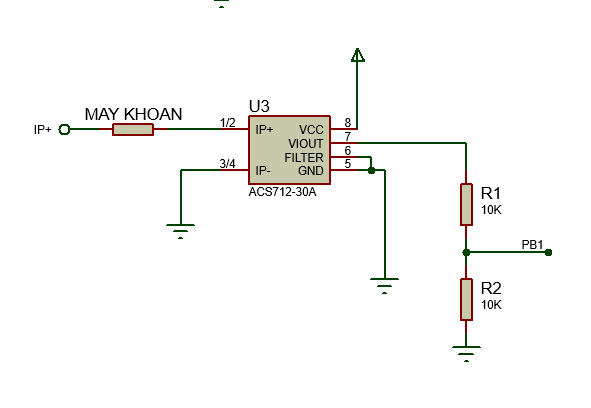 U3
MAY KHOAN
IP+
1/2
IP+
VCC
8
VIOUT
7
FILTER
6
3/4
IP-
GND
5
ACS712-30A
R1
10K
PB1
R2
10K